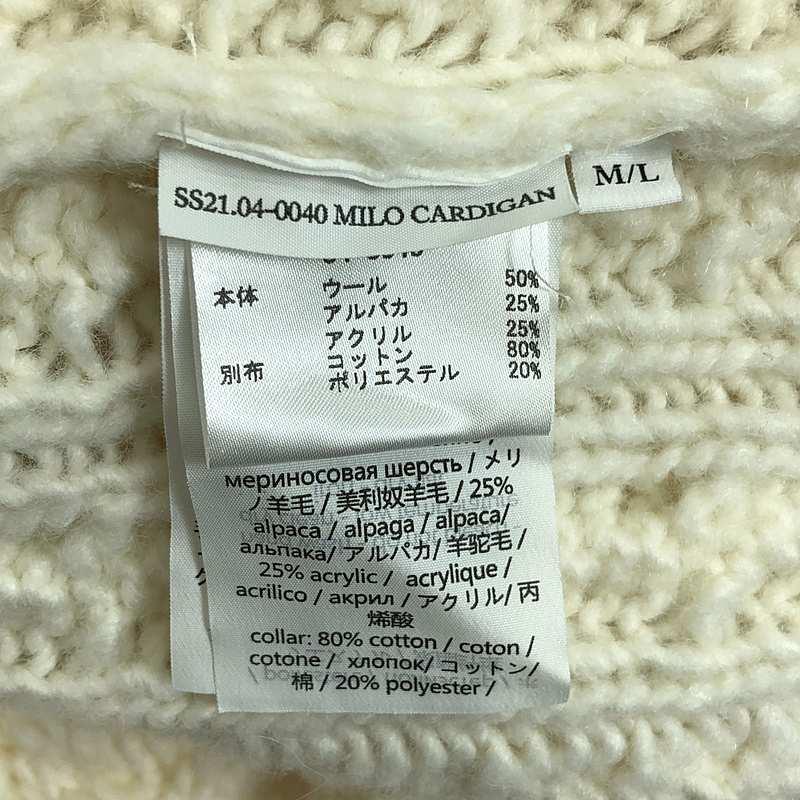 SS21.04-0040 MILO CARDIGAN
M/L
本体 ウール 50%
アルパカ 25%
アクリル 25%
別布 コットン 80%
ポリエステル 20%
мериносовая шерсть / メリ
ノ羊毛 / 美利奴羊毛 / 25%
alpaca / alpaga / alpaca/
альпака/ アルパカ/ 羊驼毛 /
25% acrylic / acrylique /
acrilico / акрил / アクリル/ 丙
烯酸
collar: 80% cotton / coton /
cotone / хлопок/ コットン/
棉 / 20% polyester /